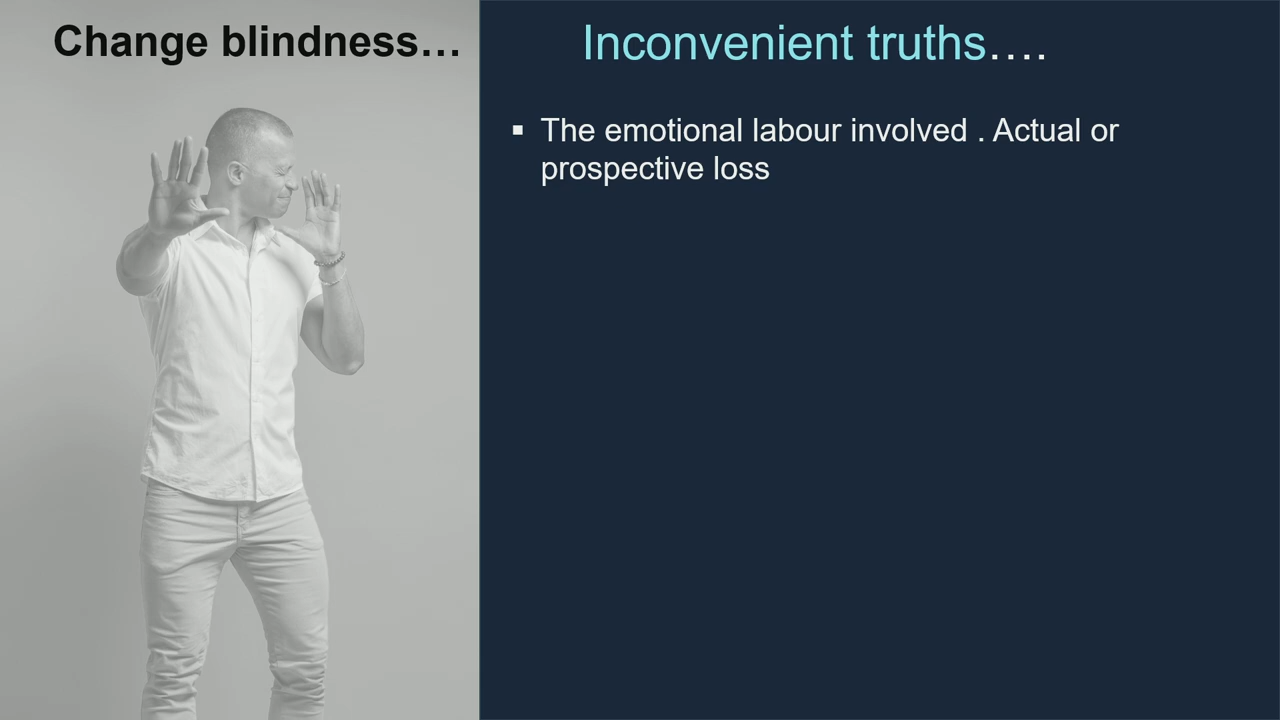 Change blindness…
Inconvenient truths….
▪ The emotional labour involved . Actual or
prospective loss